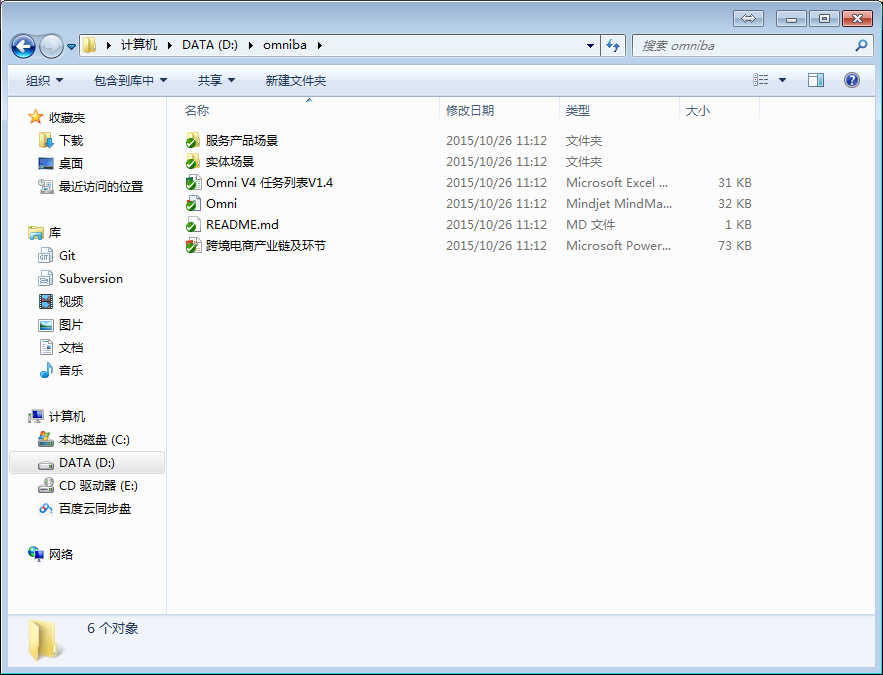 计算机 DATA (D:) omniba
搜索 omniba
组织 包含到库中 共享 新建文件夹
名称 修改日期 类型 大小
服务产品场景 2015/10/26 11:12 文件夹
实体场景 2015/10/26 11:12 文件夹
Omni V4 任务列表V1.4 2015/10/26 11:12 Microsoft Excel ... 31 KB
Omni 2015/10/26 11:12 Mindjet MindMa... 32 KB
README.md 2015/10/26 11:12 MD 文件 1 KB
跨境电商产业链及环节 2015/10/26 11:12 Microsoft Power... 73 KB
收藏夹
下载
桌面
最近访问的位置
库
Git
Subversion
视频
图片
文档
音乐
计算机
本地磁盘 (C:)
DATA (D:)
CD 驱动器 (E:)
百度云同步盘
网络
6 个对象